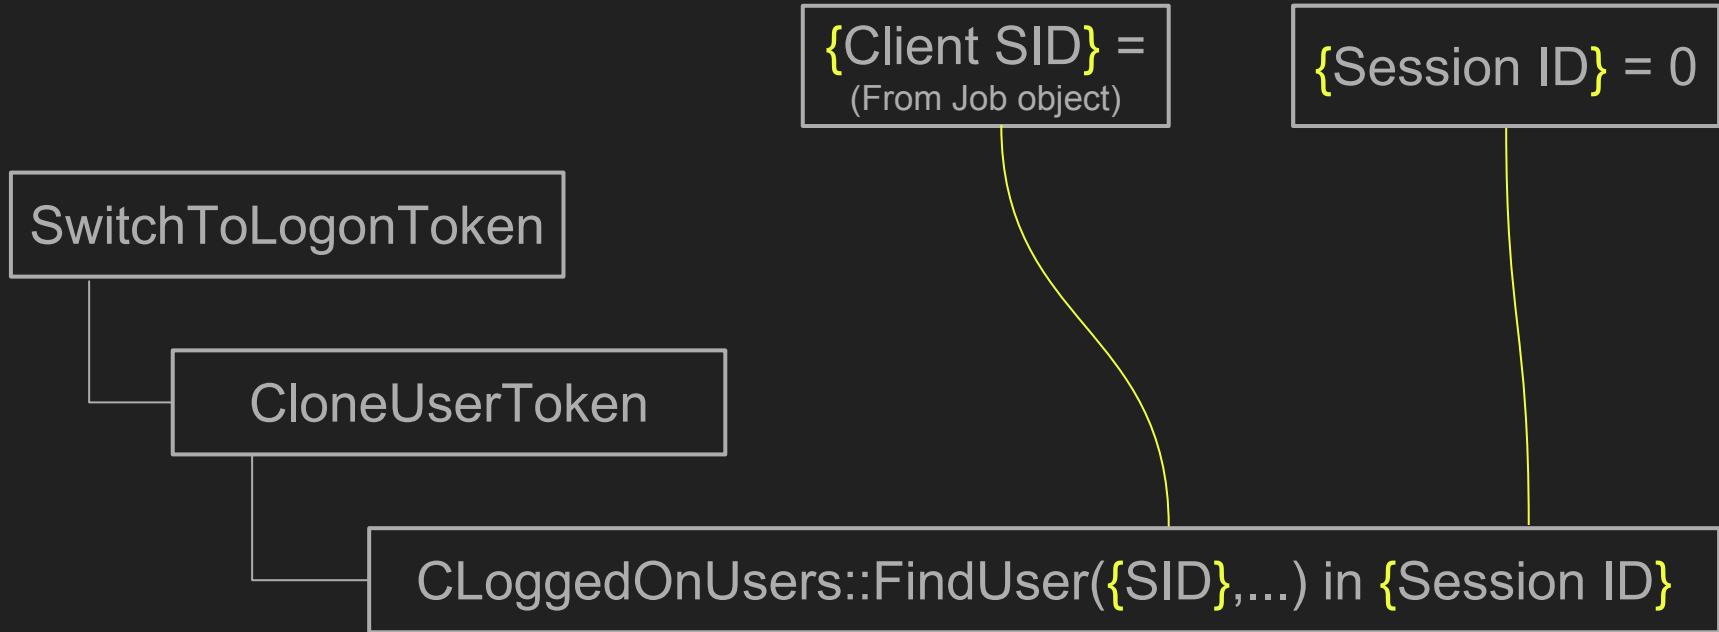 {Client SID} =
(From Job object)
{Session ID} = 0
SwitchToLogonToken
CloneUserToken
CLoggedOnUsers::FindUser({SID},...) in {Session ID}